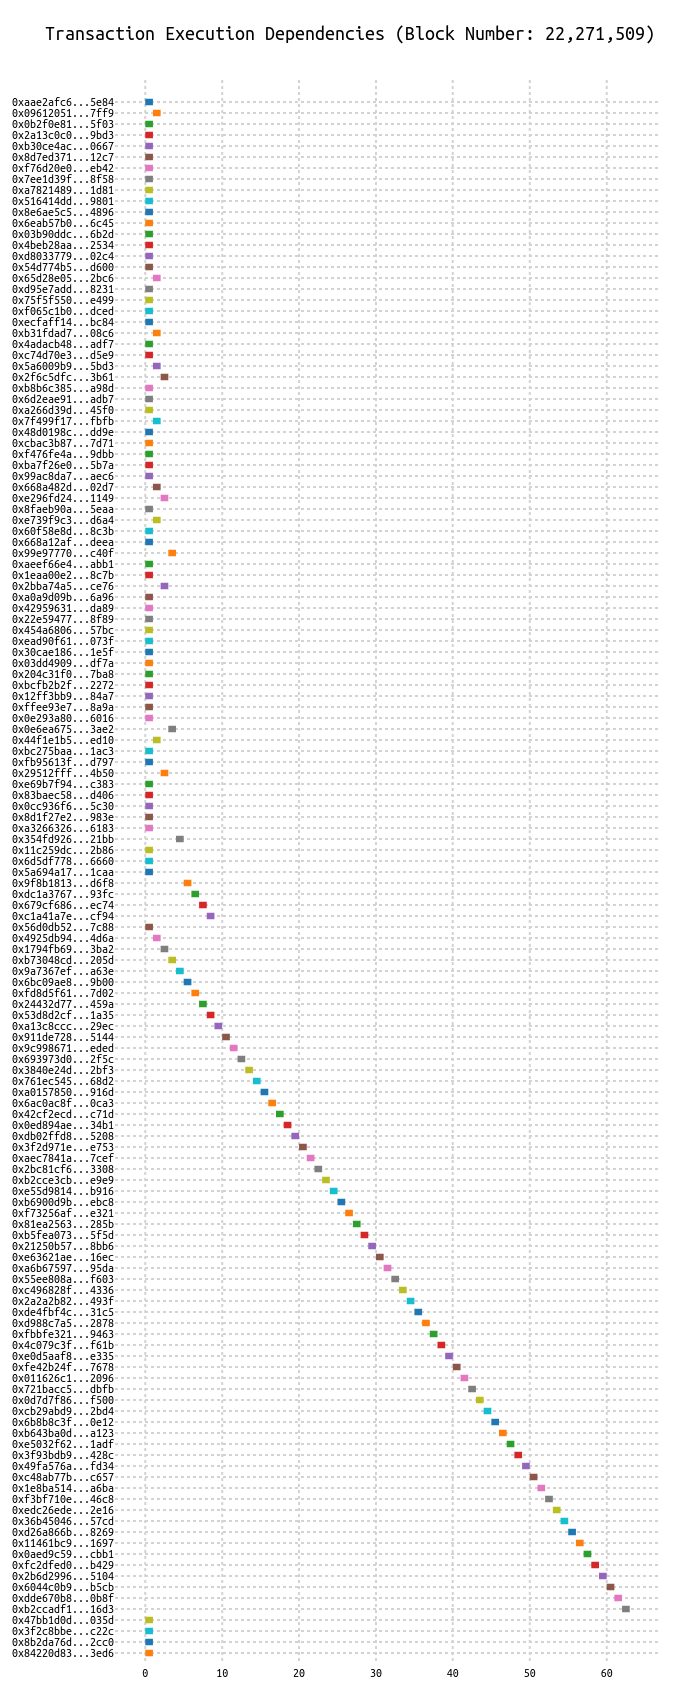 Transaction Execution Dependencies (Block Number: 22,271,509)
0xaae2afc6...5e84
0x09612051...7ff9
0x0b2f0e81...5f03
0x2a13c0c0...9bd3
0xb30ce4ac...0667
0x8d7ed371...12c7
0xf76d20e0...eb42
0x7ee1d39f...8f58
0xa7821489...1d81
0x516414dd...9801
0x8e6ae5c5...4896
0x6eab57b0...6c45
0x03b90ddc...6b2d
0x4beb28aa...2534
0xd8033779...02c4
0x54d774b5...d600
0x65d28e05...2bc6
0xd95e7add...8231
0x75f5f550...e499
0xf065c1b0...dced
0xecfaff14...bc84
0xb31fdad7...08c6
0x4adacb48...adf7
0xc74d70e3...d5e9
0x5a6009b9...5bd3
0x2f6c5dfc...3b61
0xb8b6c385...a98d
0x6d2eae91...adb7
0xa266d39d...45f0
0x7f499f17...fbfb
0x48d0198c...dd9e
0xcbac3b87...7d71
0xf476fe4a...9dbb
0xba7f26e0...5b7a
0x99ac8da7...aec6
0x668a482d...02d7
0xe296fd24...1149
0x8faeb90a...5eaa
0xe739f9c3...d6a4
0x60f58e8d...8c3b
0x668a12af...deea
0x99e97770...c40f
0xaeef66e4...abb1
0x1eaa00e2...8c7b
0x2bba74a5...ce76
0xa0a9d09b...6a96
0x42959631...da89
0x22e59477...8f89
0x454a6806...57bc
0xead90f61...073f
0x30cae186...1e5f
0x03dd4909...df7a
0x204c31f0...7ba8
0xbcfb2b2f...2272
0x12ff3bb9...84a7
0xffee93e7...8a9a
0x0e293a80...6016
0x0e6ea675...3ae2
0x44f1e1b5...ed10
0xbc275baa...1ac3
0xfb95613f...d797
0x29512fff...4b50
0xe69b7f94...c383
0x83baec58...d406
0x0cc936f6...5c30
0x8d1f27e2...983e
0xa3266326...6183
0x354fd926...21bb
0x11c259dc...2b86
0x6d5df778...6660
0x5a694a17...1caa
0x9f8b1813...d6f8
0xdc1a3767...93fc
0x679cf686...ec74
0xc1a41a7e...cf94
0x56d0db52...7c88
0x4925db94...4d6a
0x1794fb69...3ba2
0xb73048cd...205d
0x9a7367ef...a63e
0x6bc09ae8...9b00
0xfd8d5f61...7d02
0x24432d77...459a
0x53d8d2cf...1a35
0xa13c8ccc...29ec
0x911de728...5144
0x9c998671...eded
0x693973d0...2f5c
0x3840e24d...2bf3
0x761ec545...68d2
0xa0157850...916d
0x6ac0ac8f...0ca3
0x42cf2ecd...c71d
0x0ed894ae...34b1
0xdb02ffd8...5208
0x3f2d971e...e753
0xaec7841a...7cef
0x2bc81cf6...3308
0xb2cce3cb...e9e9
0xe55d9814...b916
0xb6900d9b...ebc8
0xf73256af...e321
0x81ea2563...285b
0xb5fea073...5f5d
0x21250b57...8bb6
0xe63621ae...16ec
0xa6b67597...95da
0x55ee808a...f603
0xc496828f...4336
0x2a2a2b82...493f
0xde4fbf4c...31c5
0xd988c7a5...2878
0xfbbfe321...9463
0x4c079c3f...f61b
0xe0d5aaf8...e335
0xfe42b24f...7678
0x011626c1...2096
0x721bacc5...dbfb
0x0d7d7f86...f500
0xcb29abd9...2bd4
0x6b8b8c3f...0e12
0xb643ba0d...a123
0xe5032f62...1adf
0x3f93bdb9...428c
0x49fa576a...fd34
0xc48ab77b...c657
0x1e8ba514...a6ba
0xf3bf710e...46c8
0xedc26ede...2e16
0x36b45046...57cd
0xd26a866b...8269
0x11461bc9...1697
0x0aed9c59...cbb1
0xfc2dfed0...b429
0x2b6d2996...5104
0x6044c0b9...b5cb
0xdde670b8...0b8f
0xb2ccadf1...16d3
0x47bb1d0d...035d
0x3f2c8bbe...c22c
0x8b2da76d...2cc0
0x84220d83...3ed6
0 10 20 30 40 50 60